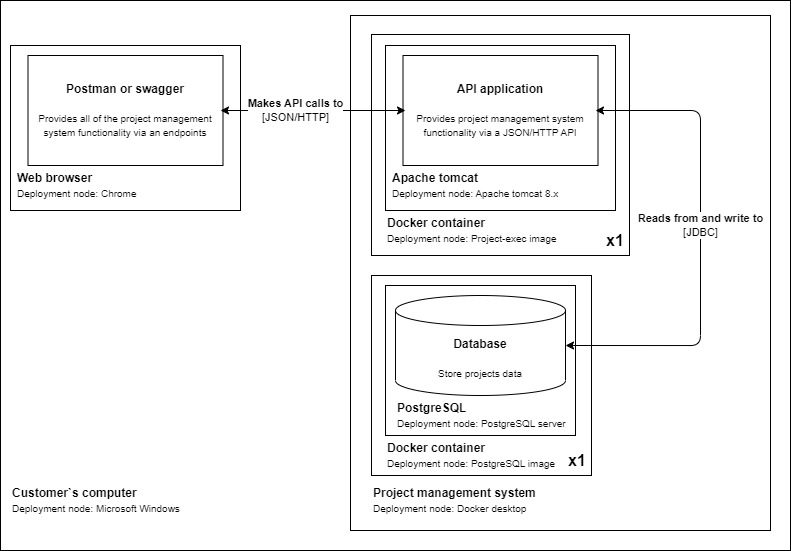 Postman or swagger
Provides all of the project management
system functionality via an endpoints
Web browser
Deployment node: Chrome
Makes API calls to
[JSON/HTTP]
API application
Provides project management system
functionality via a JSON/HTTP API
Apache tomcat
Deployment node: Apache tomcat 8.x
Docker container
Deployment node: Project-exec image
x1
Reads from and write to
[JDBC]
Database
Store projects data
PostgreSQL
Deployment node: PostgreSQL server
Docker container
Deployment node: PostgreSQL image
x1
Customer`s computer
Deployment node: Microsoft Windows
Project management system
Deployment node: Docker desktop